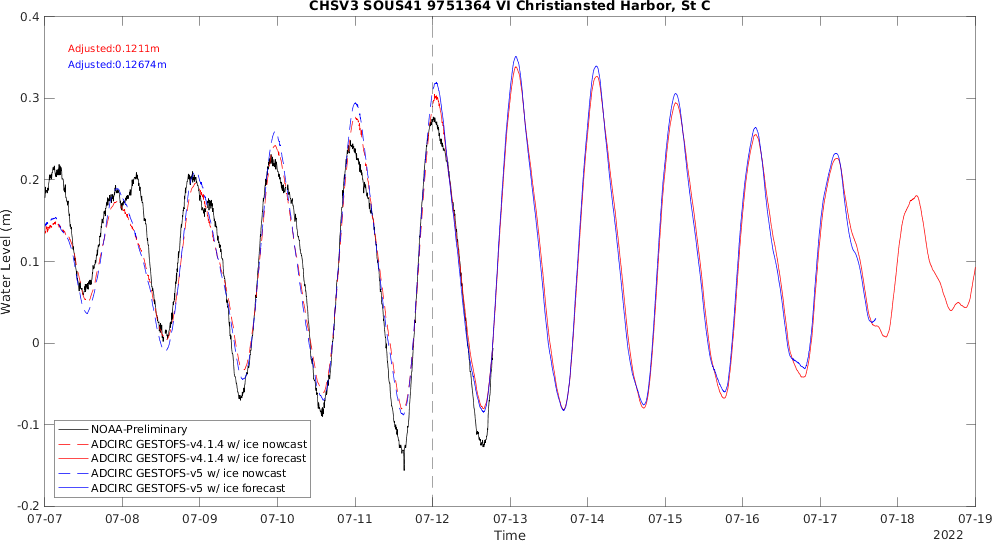 CHSV3 SOUS41 9751364 VI Christiansted Harbor, St C
Adjusted:0.1211m
Adjusted:0.12674m
0.4
0.3
0.2
0.1
0
-0.1
-0.2
Water Level (m)
NOAA-Preliminary
ADCIRC GESTOFS-v4.1.4 w/ ice nowcast
ADCIRC GESTOFS-v4.1.4 w/ ice forecast
ADCIRC GESTOFS-v5 w/ ice nowcast
ADCIRC GESTOFS-v5 w/ ice forecast
07-07 07-08 07-09 07-10 07-11 07-12 07-13 07-14 07-15 07-16 07-17 07-18 07-19
Time
2022